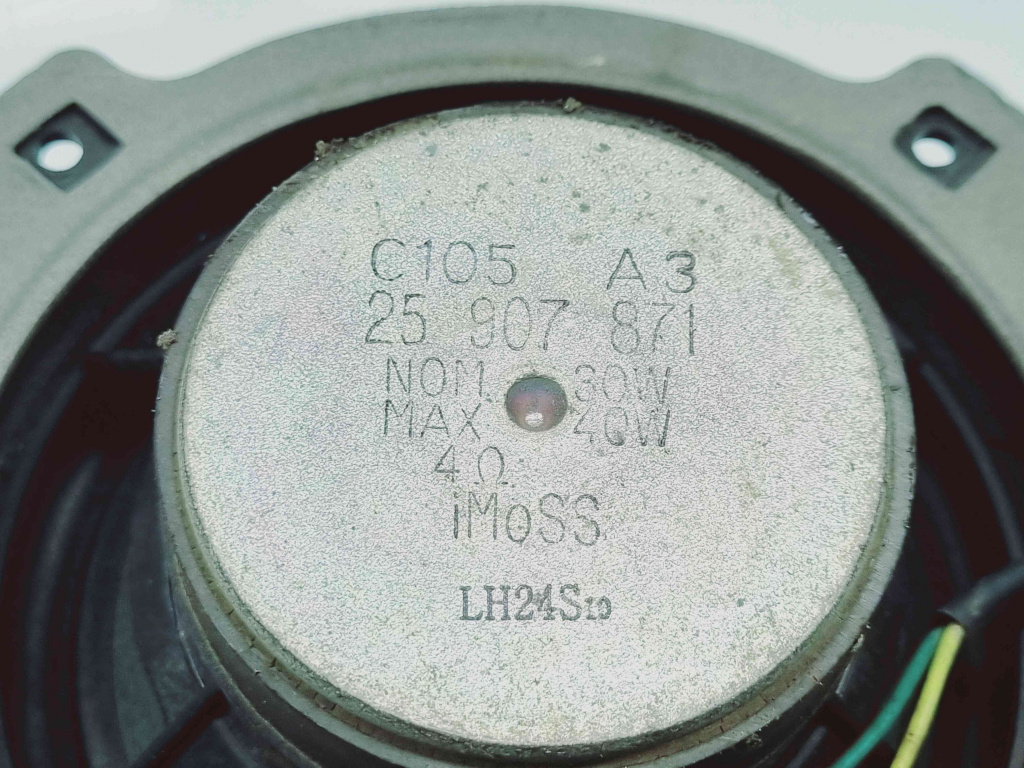 C105 A3
25 907 871
NOM. 30W
MAX 40W
4Ω
iMoSS
LH24S10